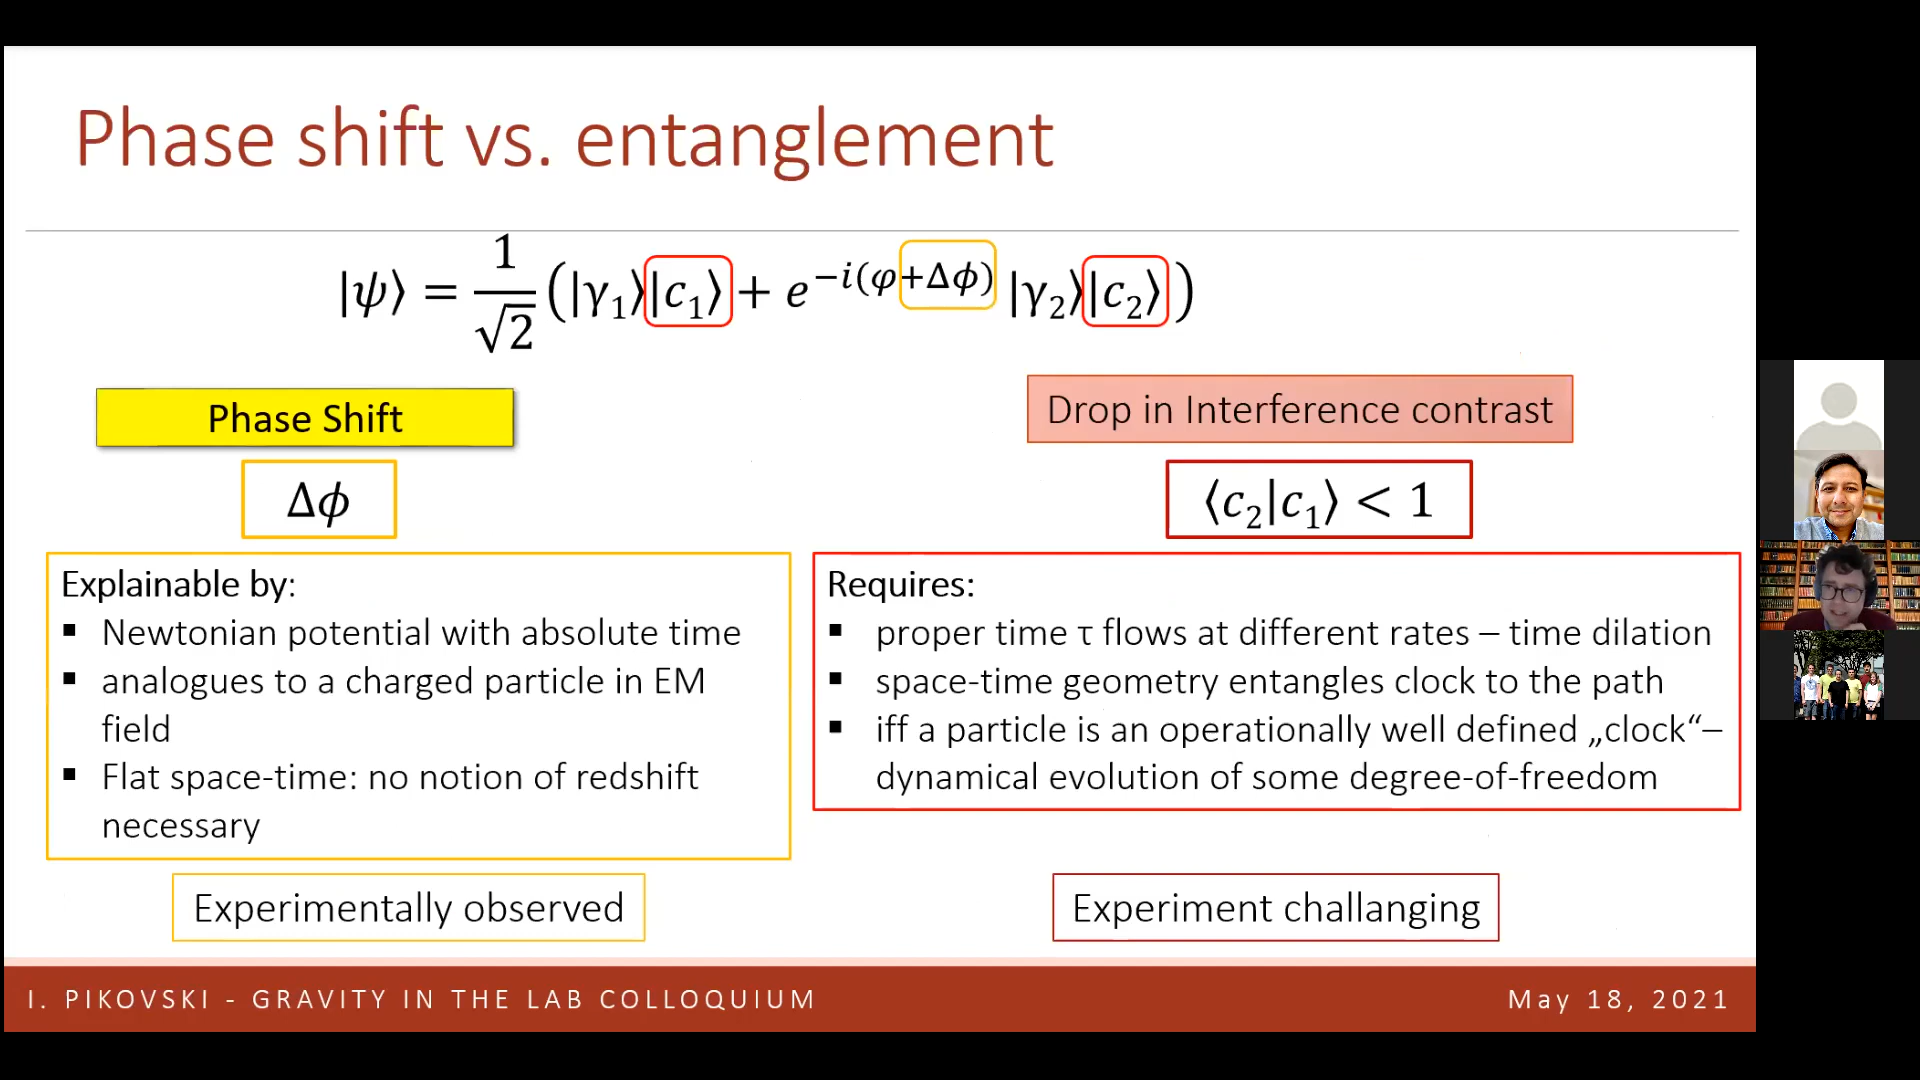 Phase shift vs. entanglement
|ψ⟩ = 1/√2 (|γ₁⟩|c₁⟩ + e^{−i(φ+Δϕ)} |γ₂⟩|c₂⟩)
Phase Shift
Δϕ
Explainable by:
▪ Newtonian potential with absolute time
▪ analogues to a charged particle in EM
field
▪ Flat space-time: no notion of redshift
necessary
Experimentally observed
Drop in Interference contrast
⟨c₂|c₁⟩ < 1
Requires:
▪ proper time τ flows at different rates – time dilation
▪ space-time geometry entangles clock to the path
▪ iff a particle is an operationally well defined „clock“–
dynamical evolution of some degree-of-freedom
Experiment challanging
I. PIKOVSKI - GRAVITY IN THE LAB COLLOQUIUM
May 18, 2021